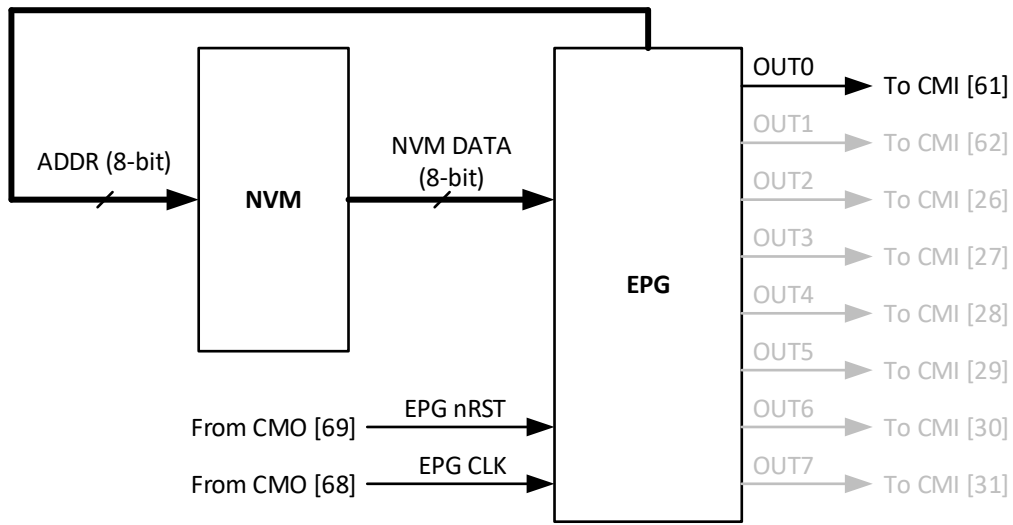 OUT0
To CMI [61]
OUT1
To CMI [62]
ADDR (8-bit)
NVM DATA
(8-bit)
NVM
OUT2
To CMI [26]
OUT3
To CMI [27]
EPG
OUT4
To CMI [28]
OUT5
To CMI [29]
From CMO [69]
EPG nRST
OUT6
To CMI [30]
From CMO [68]
EPG CLK
OUT7
To CMI [31]